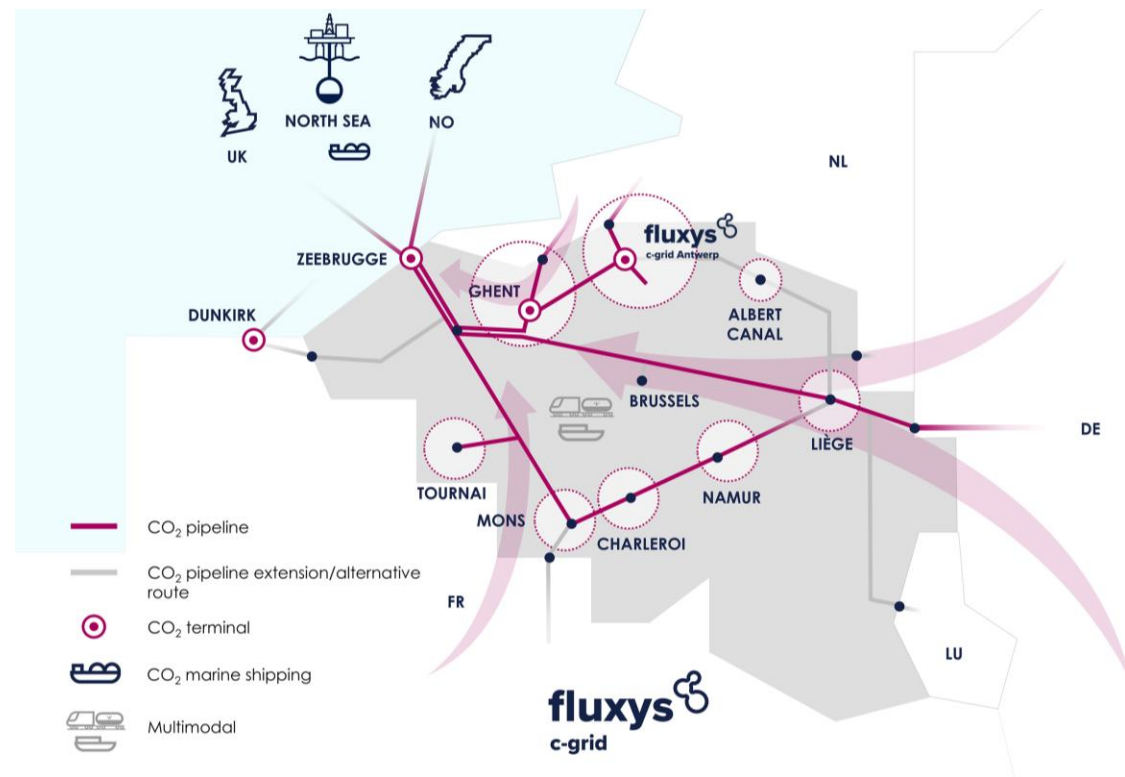 UK
NORTH SEA
NO
NL
ZEEBRUGGE
fluxys
c-grid Antwerp
GHENT
DUNKIRK
ALBERT
CANAL
BRUSSELS
LIÈGE
DE
TOURNAI
NAMUR
MONS
CHARLEROI
FR
LU
CO₂ pipeline
CO₂ pipeline extension/alternative
route
CO₂ terminal
CO₂ marine shipping
Multimodal
fluxys
c-grid